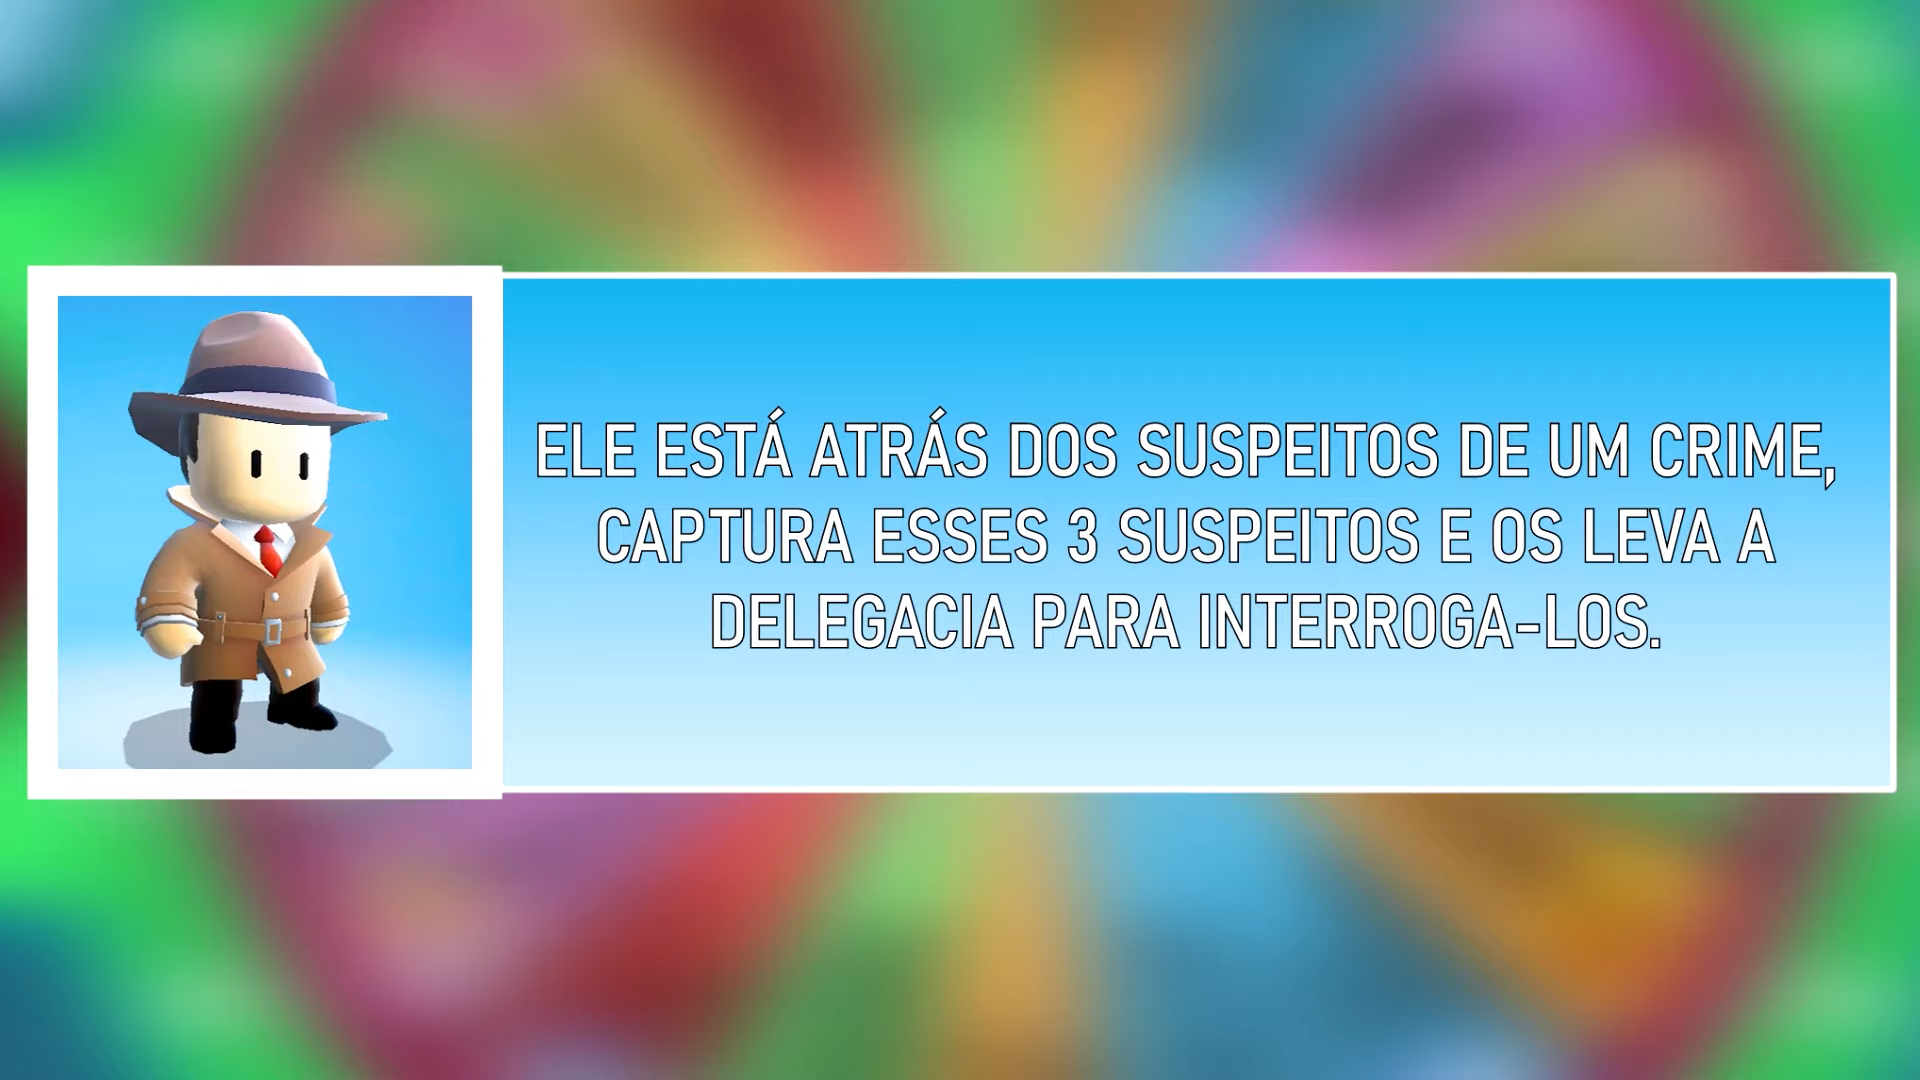 ELE ESTÁ ATRÁS DOS SUSPEITOS DE UM CRIME,
CAPTURA ESSES 3 SUSPEITOS E OS LEVA A
DELEGACIA PARA INTERROGA-LOS.